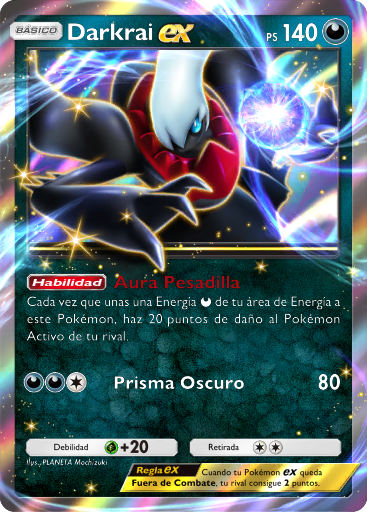 BÁSICO Darkrai ex PS 140
Habilidad Aura Pesadilla
Cada vez que unas una Energía de tu área de Energía a
este Pokémon, haz 20 puntos de daño al Pokémon
Activo de tu rival.
Prisma Oscuro 80
Debilidad +20 Retirada
Ilus. PLANETA Mochizuki
Regla ex Cuando tu Pokémon ex queda
Fuera de Combate, tu rival consigue 2 puntos.